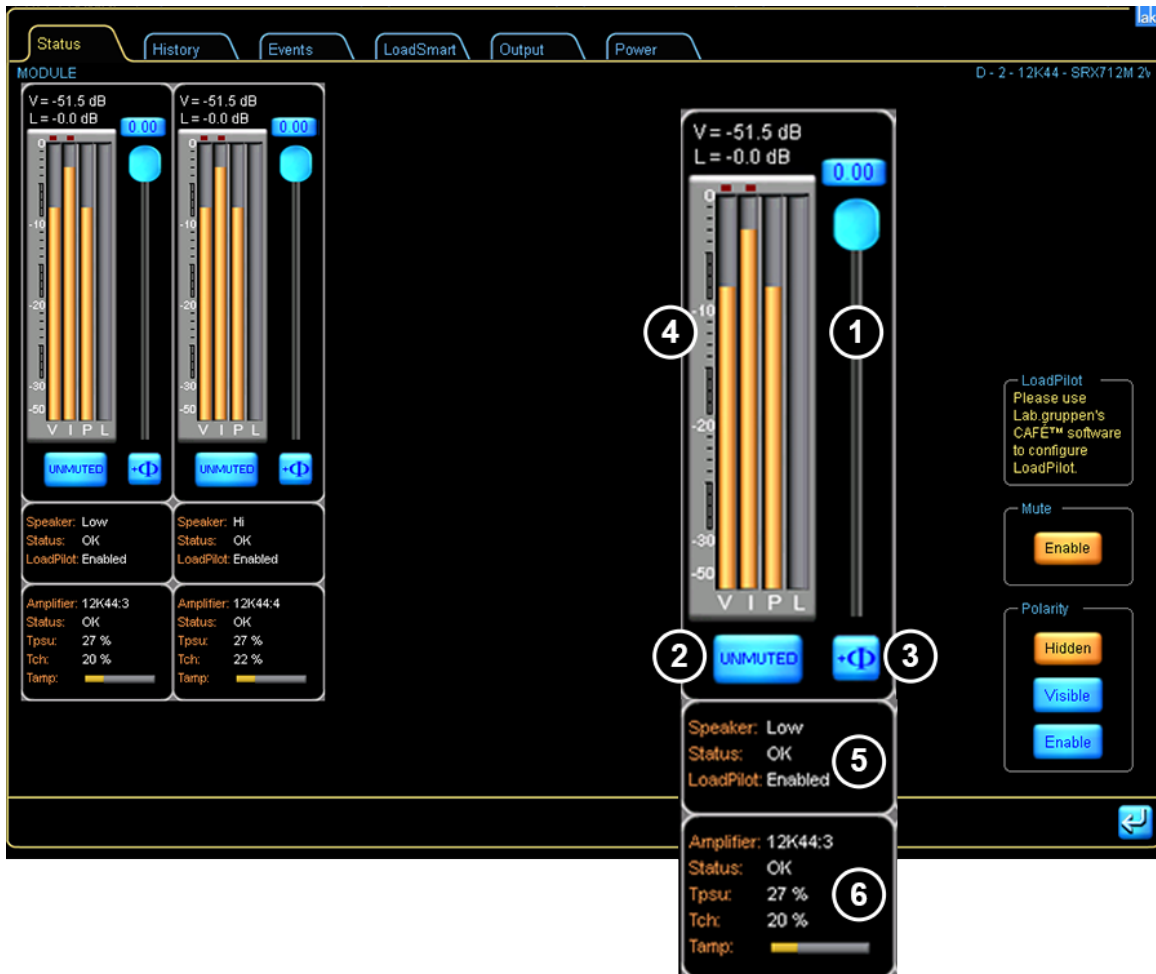 lak
Status
History
Events
LoadSmart
Output
Power
MODULE
D - 2 - 12K44 - SRX712M 2\
V = -51.5 dB
L = -0.0 dB
0.00
0
-10
-20
-30
-50
V I P L
UNMUTED
+Φ
Speaker: Low
Status: OK
LoadPilot: Enabled
Amplifier: 12K44:3
Status: OK
Tpsu: 27 %
Tch: 20 %
Tamp:
V = -51.5 dB
L = -0.0 dB
0.00
0
-10
-20
-30
-50
V I P L
UNMUTED
+Φ
Speaker: Hi
Status: OK
LoadPilot: Enabled
Amplifier: 12K44:4
Status: OK
Tpsu: 27 %
Tch: 22 %
Tamp:
V = -51.5 dB
L = -0.0 dB
0.00
0
-10
-20
-30
-50
V I P L
4
1
2
UNMUTED
+Φ
3
Speaker: Low
Status: OK
LoadPilot: Enabled
5
Amplifier: 12K44:3
Status: OK
Tpsu: 27 %
Tch: 20 %
Tamp:
6
LoadPilot
Please use
Lab.gruppen's
CAFÉ™ software
to configure
LoadPilot.
Mute
Enable
Polarity
Hidden
Visible
Enable